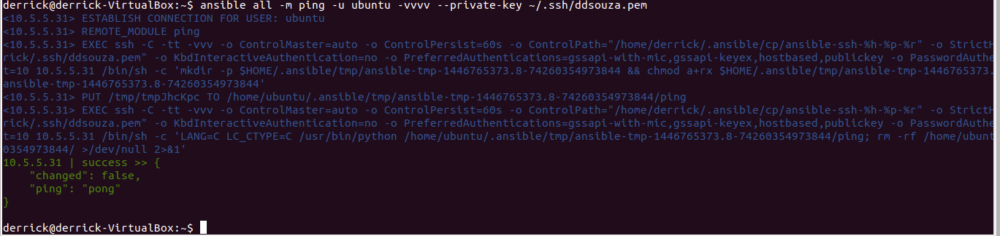 derrick@derrick-VirtualBox:~$ ansible all -m ping -u ubuntu -vvvv --private-key ~/.ssh/ddsouza.pem
<10.5.5.31> ESTABLISH CONNECTION FOR USER: ubuntu
<10.5.5.31> REMOTE_MODULE ping
<10.5.5.31> EXEC ssh -C -tt -vvv -o ControlMaster=auto -o ControlPersist=60s -o ControlPath="/home/derrick/.ansible/cp/ansible-ssh-%h-%p-%r" -o StrictH
rick/.ssh/ddsouza.pem" -o KbdInteractiveAuthentication=no -o PreferredAuthentications=gssapi-with-mic,gssapi-keyex,hostbased,publickey -o PasswordAuthe
t=10 10.5.5.31 /bin/sh -c 'mkdir -p $HOME/.ansible/tmp/ansible-tmp-1446765373.8-74260354973844 && chmod a+rx $HOME/.ansible/tmp/ansible-tmp-1446765373.
ansible-tmp-1446765373.8-74260354973844'
<10.5.5.31> PUT /tmp/tmpJhcKpc TO /home/ubuntu/.ansible/tmp/ansible-tmp-1446765373.8-74260354973844/ping
<10.5.5.31> EXEC ssh -C -tt -vvv -o ControlMaster=auto -o ControlPersist=60s -o ControlPath="/home/derrick/.ansible/cp/ansible-ssh-%h-%p-%r" -o StrictH
rick/.ssh/ddsouza.pem" -o KbdInteractiveAuthentication=no -o PreferredAuthentications=gssapi-with-mic,gssapi-keyex,hostbased,publickey -o PasswordAuthe
t=10 10.5.5.31 /bin/sh -c 'LANG=C LC_CTYPE=C /usr/bin/python /home/ubuntu/.ansible/tmp/ansible-tmp-1446765373.8-74260354973844/ping; rm -rf /home/ubunt
0354973844/ >/dev/null 2>&1'
10.5.5.31 | success >> {
    "changed": false,
    "ping": "pong"
}
derrick@derrick-VirtualBox:~$